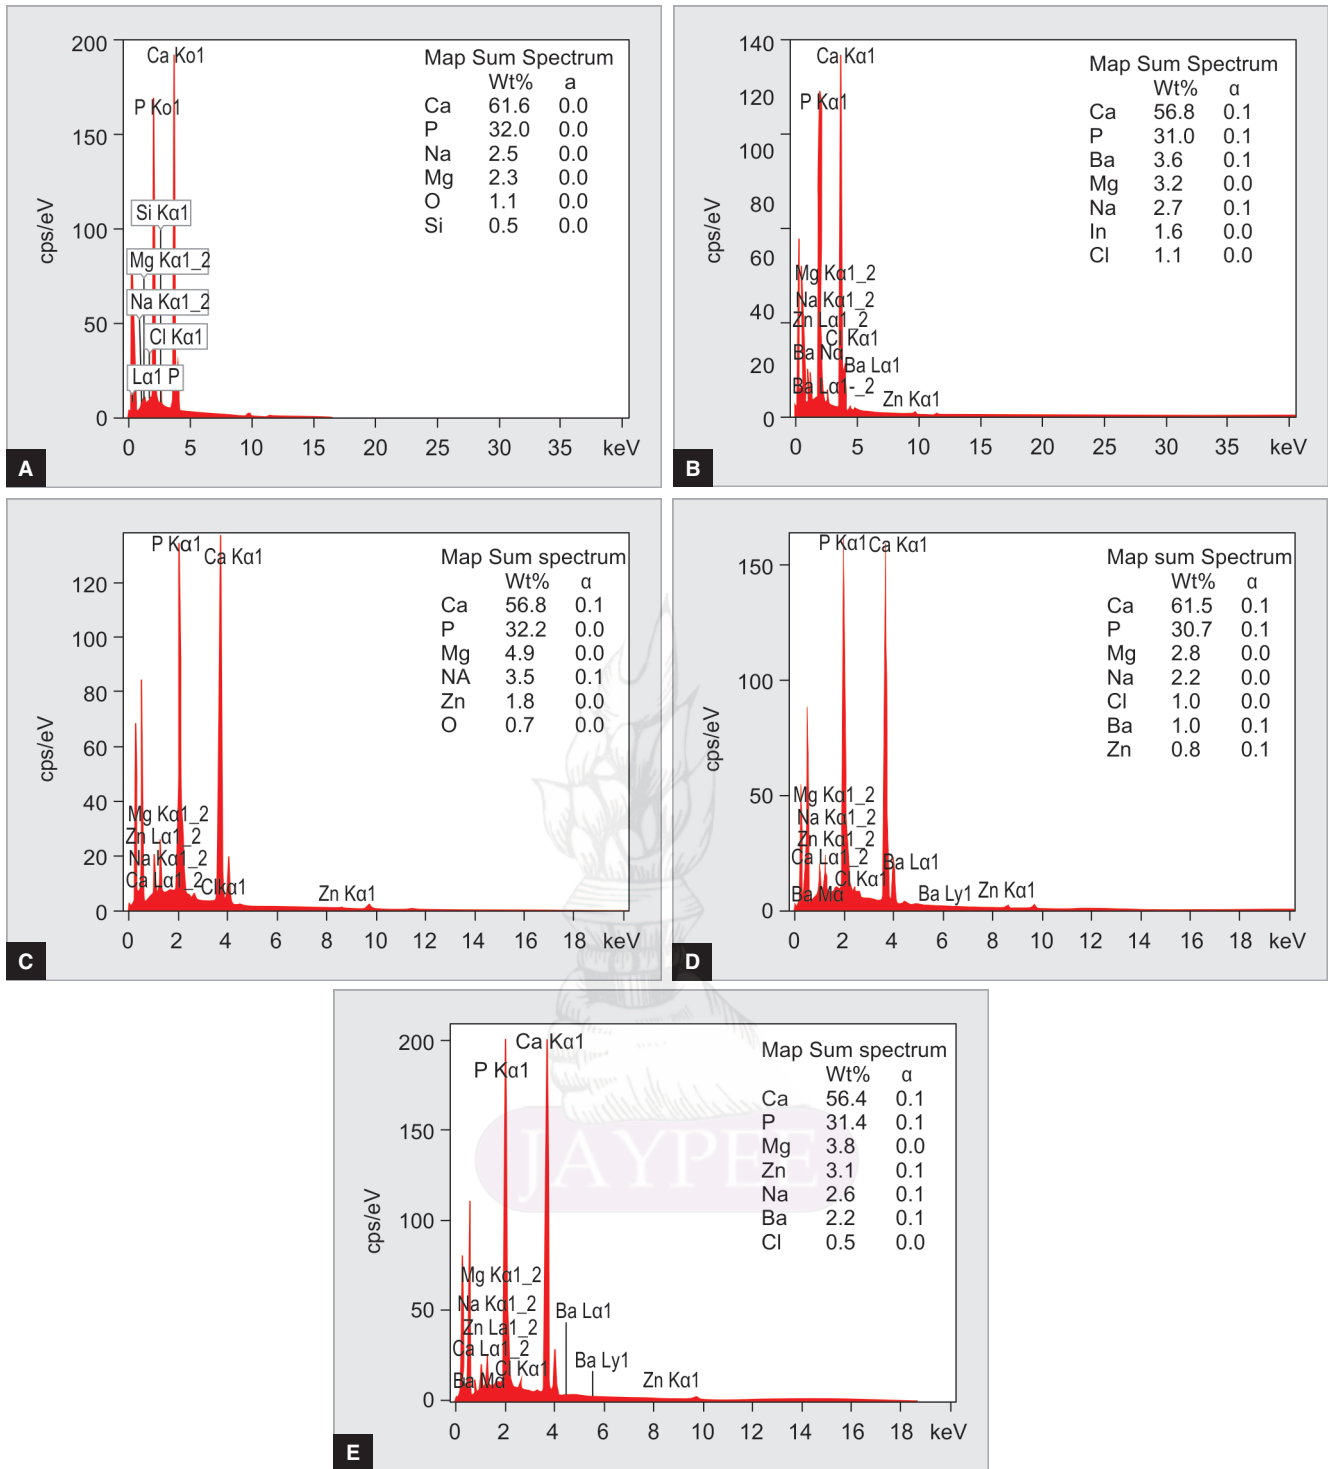 200
150
100
50
0
cps/eV
Ca Ko1
P Ko1
Si Kα1
Mg Kα1_2
Na Kα1_2
Cl Kα1
Lα1 P
Map Sum Spectrum
Wt% a
Ca 61.6 0.0
P 32.0 0.0
Na 2.5 0.0
Mg 2.3 0.0
O 1.1 0.0
Si 0.5 0.0
0 5 10 15 20 25 30 35 keV
A
140
120
100
80
60
40
20
0
cps/eV
Ca Kα1
P Kα1
Mg Kα1_2
Na Kα1_2
Zn Lα1_2
Cl Kα1
Ba Nα
Ba Lα1
Ba Lα1-_2
Zn Kα1
Map Sum Spectrum
Wt% α
Ca 56.8 0.1
P 31.0 0.1
Ba 3.6 0.1
Mg 3.2 0.0
Na 2.7 0.1
In 1.6 0.0
Cl 1.1 0.0
0 5 10 15 20 25 30 35 keV
B
120
100
80
60
40
20
0
cps/eV
P Kα1
Ca Kα1
Mg Kα1_2
Zn Lα1_2
Na Kα1_2
Ca Lα1_2
Clkα1
Zn Kα1
Map Sum spectrum
Wt% α
Ca 56.8 0.1
P 32.2 0.0
Mg 4.9 0.0
NA 3.5 0.1
Zn 1.8 0.0
O 0.7 0.0
0 2 4 6 8 10 12 14 16 18 keV
C
150
100
50
0
cps/eV
P Kα1 Ca Kα1
Mg Kα1_2
Na Kα1_2
Zn Kα1_2
Ca Lα1_2
Ba Lα1
Cl Kα1
Ba Mα
Ba Ly1
Zn Kα1
Map sum Spectrum
Wt% α
Ca 61.5 0.1
P 30.7 0.1
Mg 2.8 0.0
Na 2.2 0.0
Cl 1.0 0.0
Ba 1.0 0.1
Zn 0.8 0.1
0 2 4 6 8 10 12 14 16 18 keV
D
200
150
100
50
0
cps/eV
Ca Kα1
P Kα1
Mg Kα1_2
Na Kα1_2
Zn La1_2
Ca Lα1_2
Cl Kα1
Ba Mα
Ba Lα1
Ba Ly1
Zn Kα1
Map Sum spectrum
Wt% α
Ca 56.4 0.1
P 31.4 0.1
Mg 3.8 0.0
Zn 3.1 0.1
Na 2.6 0.1
Ba 2.2 0.1
Cl 0.5 0.0
0 2 4 6 8 10 12 14 16 18 keV
E
JAYPEE